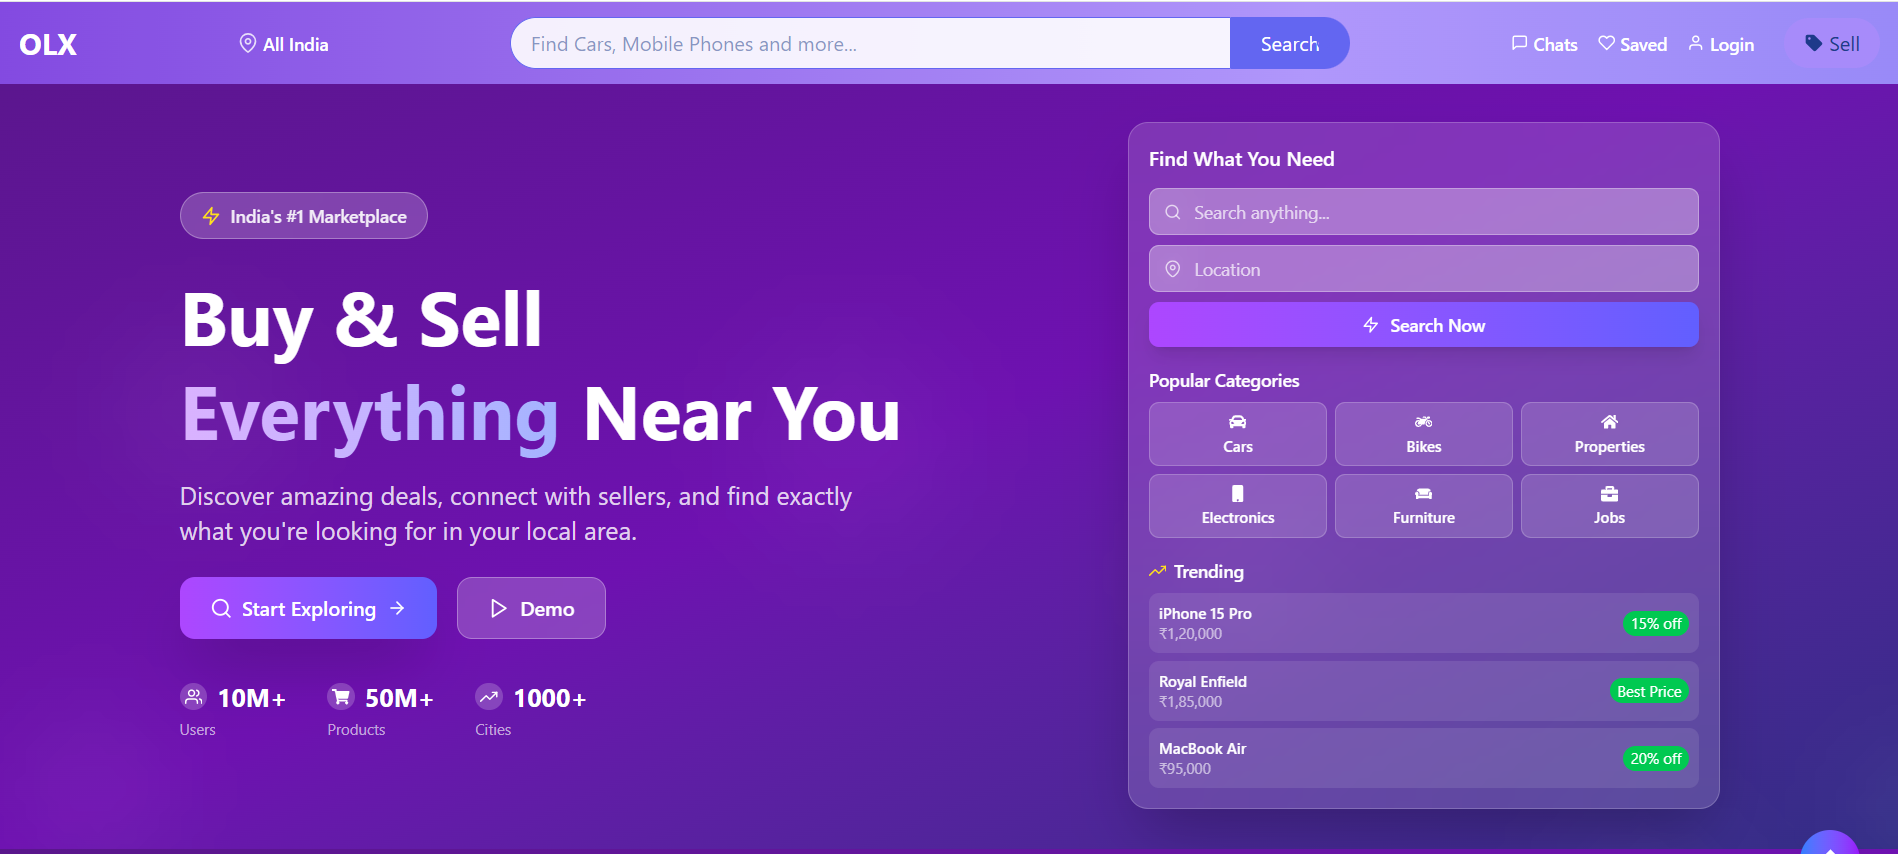 OLX
All India
Find Cars, Mobile Phones and more...
Search
Chats
Saved
Login
Sell
India's #1 Marketplace
Buy & Sell
Everything Near You
Discover amazing deals, connect with sellers, and find exactly
what you're looking for in your local area.
Start Exploring
Demo
10M+
Users
50M+
Products
1000+
Cities
Find What You Need
Search anything...
Location
Search Now
Popular Categories
Cars
Bikes
Properties
Electronics
Furniture
Jobs
Trending
iPhone 15 Pro
₹1,20,000
15% off
Royal Enfield
₹1,85,000
Best Price
MacBook Air
₹95,000
20% off